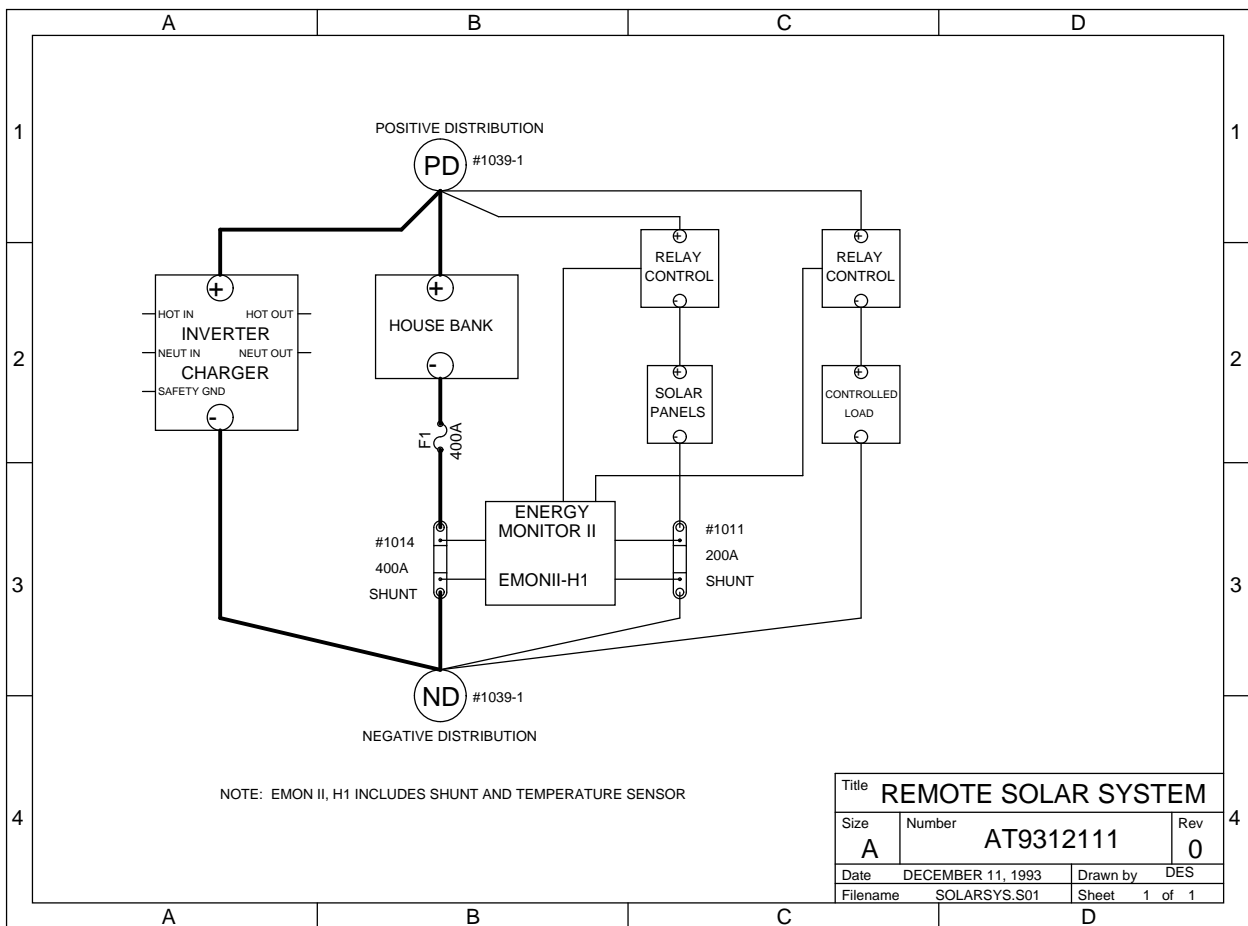 A B C D
1 1
POSITIVE DISTRIBUTION
PD #1039-1
+ + + +
RELAY
CONTROL
RELAY
CONTROL
- -
HOT IN HOT OUT
INVERTER
NEUT IN NEUT OUT
CHARGER
SAFETY GND
-
HOUSE BANK
-
2 2
+ +
SOLAR
PANELS
CONTROLLED
LOAD
- -
F1
400A
ENERGY
MONITOR II
EMONII-H1
#1014
400A
SHUNT
#1011
200A
SHUNT
3 3
ND #1039-1
NEGATIVE DISTRIBUTION
NOTE: EMON II, H1 INCLUDES SHUNT AND TEMPERATURE SENSOR
4 4
Title REMOTE SOLAR SYSTEM
Size A Number AT9312111 Rev 0
Date DECEMBER 11, 1993 Drawn by DES
Filename SOLARSYS.S01 Sheet 1 of 1
A B C D